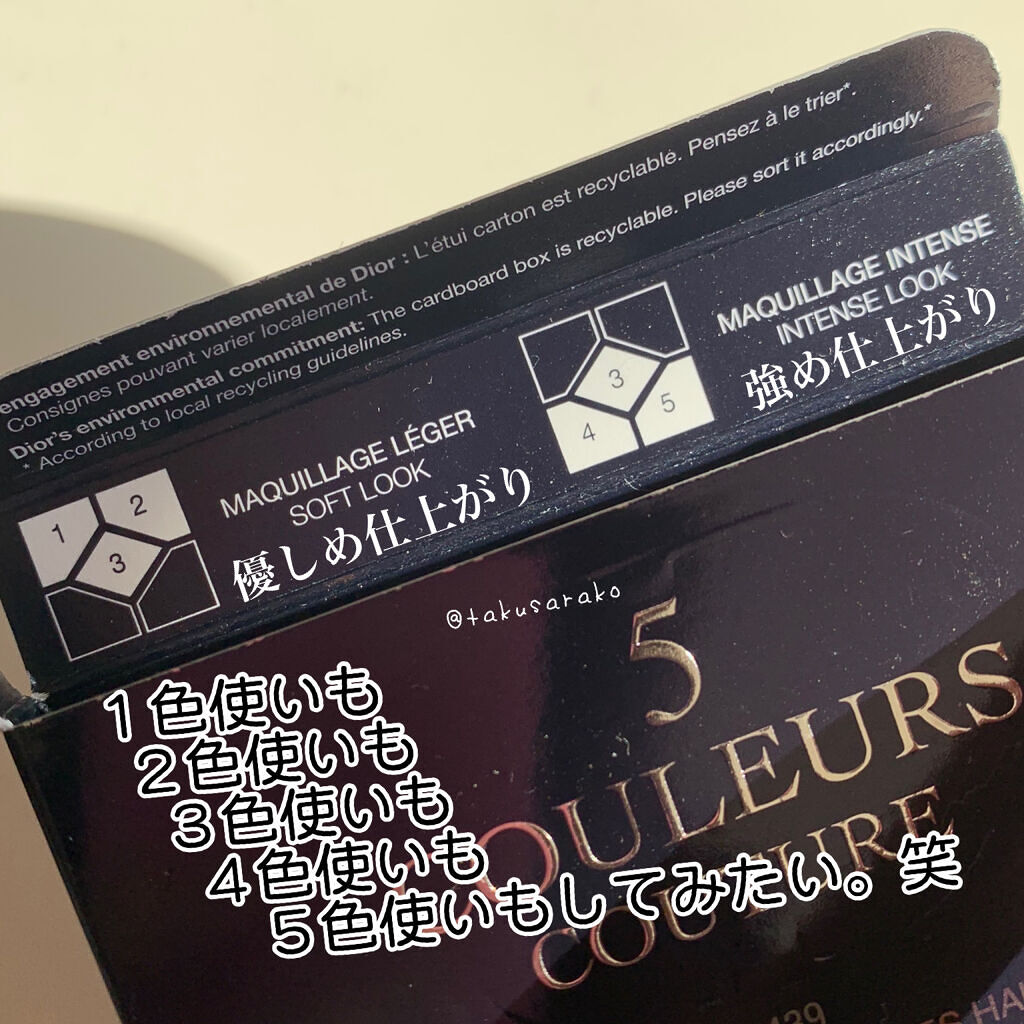 engagement environnemental de Dior : L'étui carton est recyclable. Pensez à le trier*.
Consignes pouvant varier localement.
Dior's environmental commitment: The cardboard box is recyclable. Please sort it accordingly.*
* According to local recycling guidelines.
MAQUILLAGE INTENSE
INTENSE LOOK
強め仕上がり
3
4 5
MAQUILLAGE LÉGER
SOFT LOOK
優しめ仕上がり
1 2
3
@takusarako
5
COULEURS
COUTURE
１色使いも
２色使いも
３色使いも
４色使いも
５色使いもしてみたい。笑